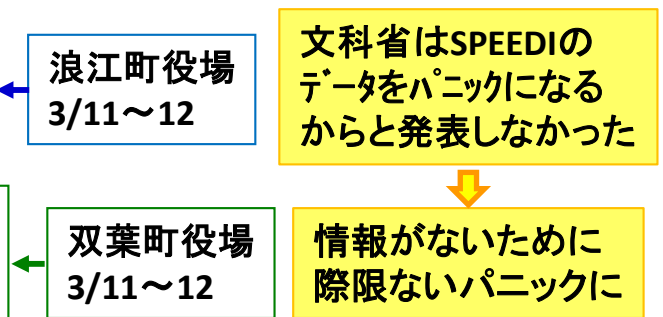 浪江町役場
3/11～12
文科省はSPEEDIの
ﾃﾞｰﾀをﾊﾟﾆｯｸになる
からと発表しなかった
双葉町役場
3/11～12
情報がないために
際限ないパニックに